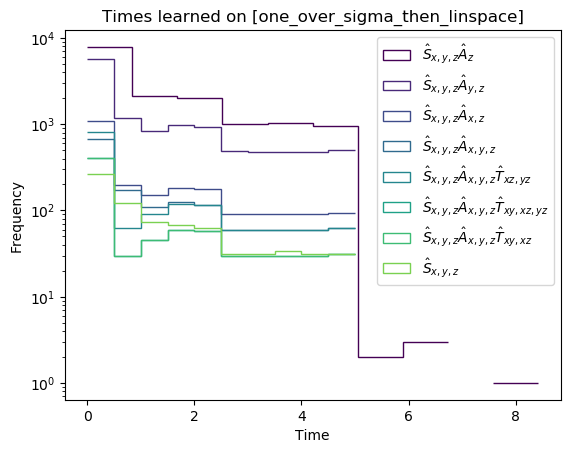 Times learned on [one_over_sigma_then_linspace]
10⁴
10³
10²
10¹
10⁰
Frequency
0
2
4
6
8
Time
Ŝx,y,zÂz
Ŝx,y,zÂy,z
Ŝx,y,zÂx,z
Ŝx,y,zÂx,y,z
Ŝx,y,zÂx,y,zT̂xz,yz
Ŝx,y,zÂx,y,zT̂xy,xz,yz
Ŝx,y,zÂx,y,zT̂xy,xz
Ŝx,y,z